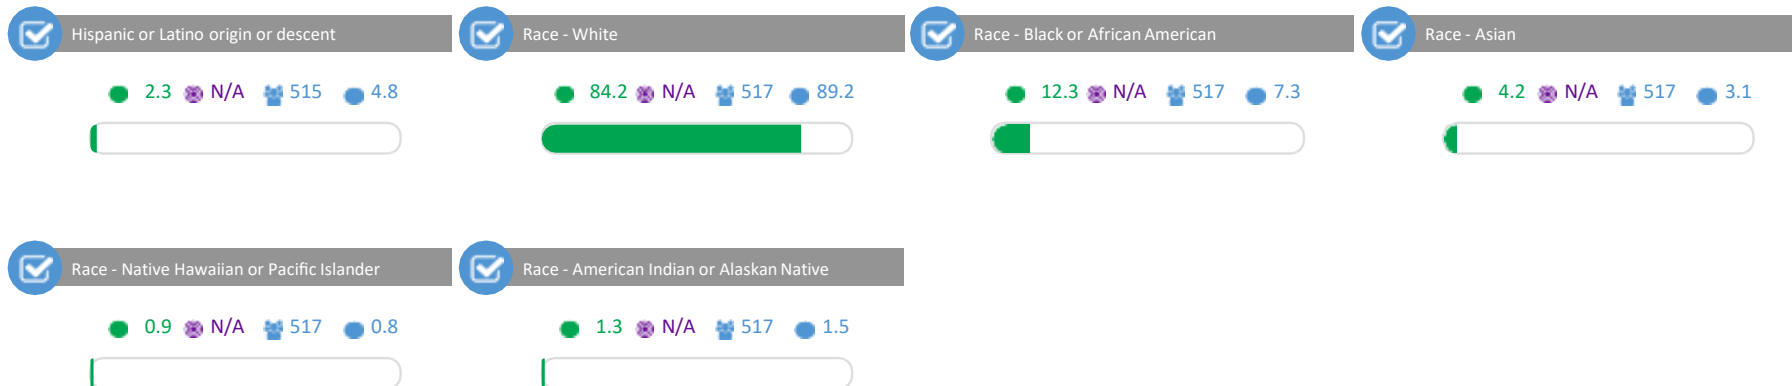 Hispanic or Latino origin or descent
2.3 N/A 515 4.8
Race - White
84.2 N/A 517 89.2
Race - Black or African American
12.3 N/A 517 7.3
Race - Asian
4.2 N/A 517 3.1
Race - Native Hawaiian or Pacific Islander
0.9 N/A 517 0.8
Race - American Indian or Alaskan Native
1.3 N/A 517 1.5